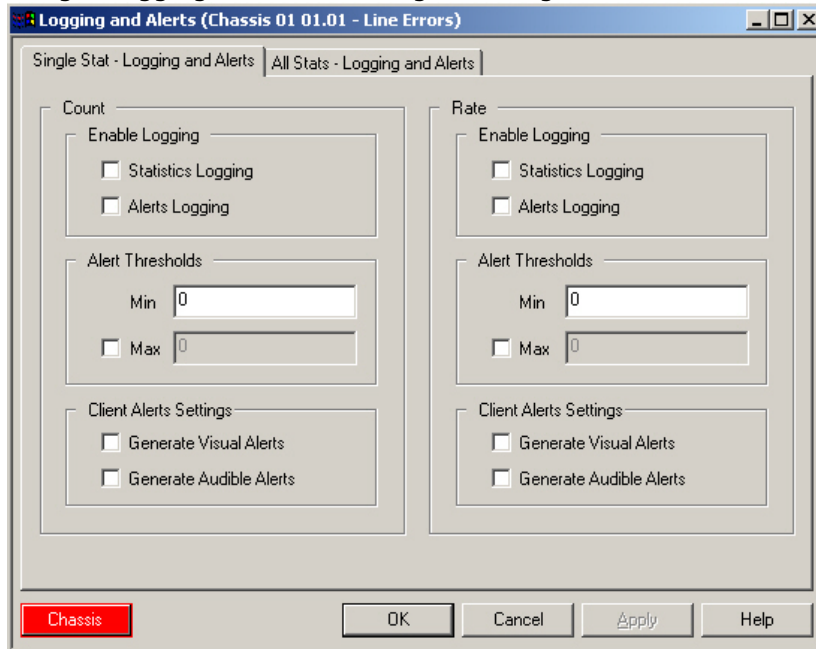 Logging and Alerts (Chassis 01 01.01 - Line Errors)
Single Stat - Logging and Alerts
All Stats - Logging and Alerts
Count
Enable Logging
Statistics Logging
Alerts Logging
Alert Thresholds
Min 0
Max 0
Client Alerts Settings
Generate Visual Alerts
Generate Audible Alerts
Rate
Enable Logging
Statistics Logging
Alerts Logging
Alert Thresholds
Min 0
Max 0
Client Alerts Settings
Generate Visual Alerts
Generate Audible Alerts
Chassis
OK
Cancel
Apply
Help